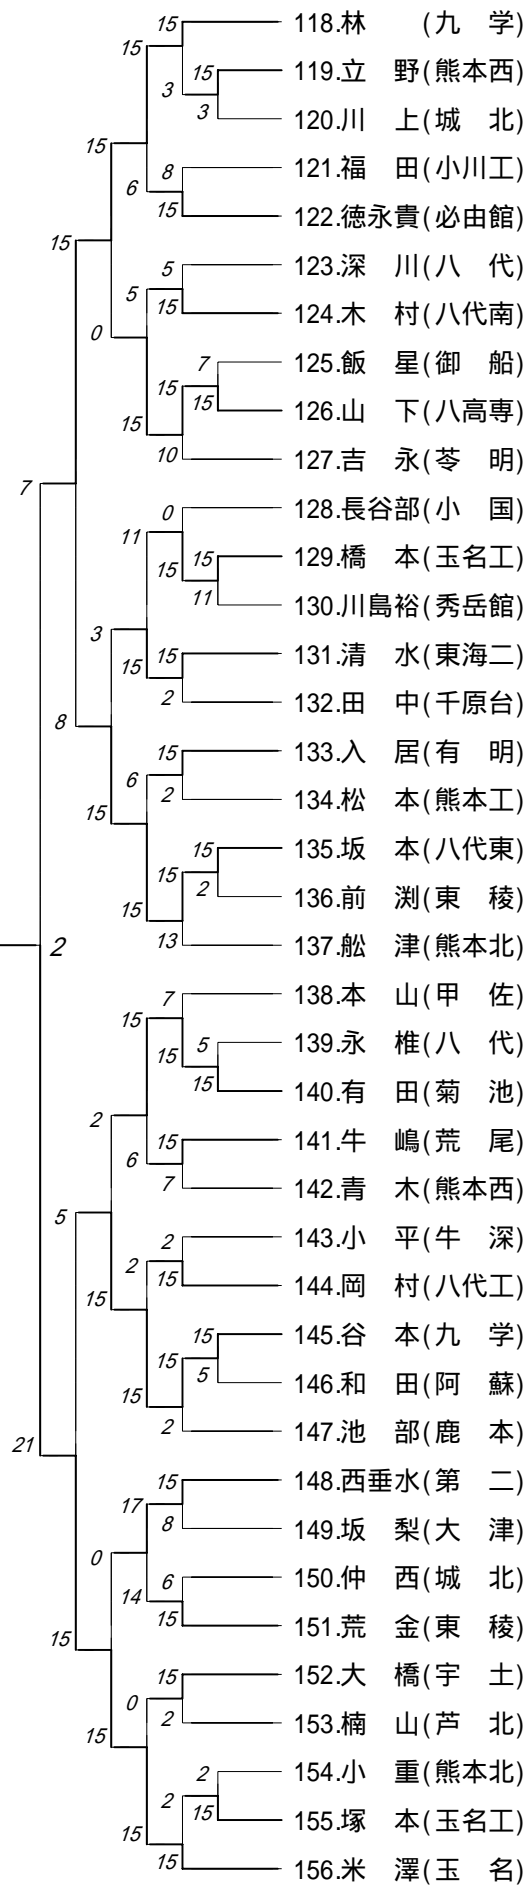 15
118.林　　(九　学)
15
15
3
119.立　野(熊本西)
3
120.川　上(城　北)
15
8
121.福　田(小川工)
6
15
122.徳永貴(必由館)
15
5
123.深　川(八　代)
5
15
124.木　村(八代南)
0
7
125.飯　星(御　船)
15
15
126.山　下(八高専)
15
10
127.吉　永(苓　明)
7
0
128.長谷部(小　国)
11
15
15
129.橋　本(玉名工)
11
130.川島裕(秀岳館)
3
15
15
131.清　水(東海二)
2
132.田　中(千原台)
8
15
133.入　居(有　明)
6
2
134.松　本(熊本工)
15
15
135.坂　本(八代東)
15
2
136.前　渕(東　稜)
15
13
137.舩　津(熊本北)
2
7
138.本　山(甲　佐)
15
5
139.永　椎(八　代)
15
15
140.有　田(菊　池)
2
15
141.牛　嶋(荒　尾)
6
7
142.青　木(熊本西)
5
2
143.小　平(牛　深)
2
15
144.岡　村(八代工)
15
15
145.谷　本(九　学)
15
5
146.和　田(阿　蘇)
15
2
147.池　部(鹿　本)
21
15
148.西垂水(第　二)
17
8
149.坂　梨(大　津)
0
6
150.仲　西(城　北)
14
15
151.荒　金(東　稜)
15
15
152.大　橋(宇　土)
0
2
153.楠　山(芦　北)
15
2
154.小　重(熊本北)
2
15
155.塚　本(玉名工)
15
15
156.米　澤(玉　名)